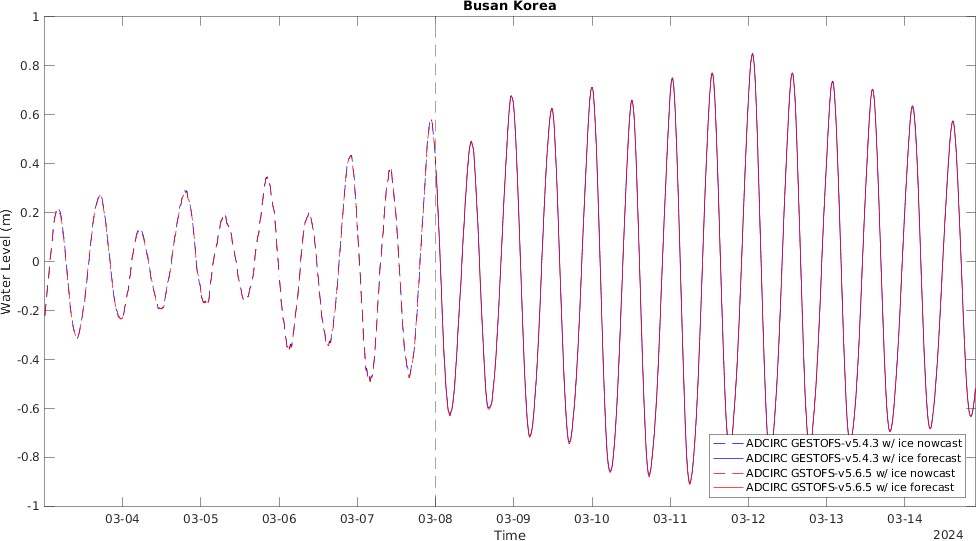 Busan Korea
Water Level (m)
1
0.8
0.6
0.4
0.2
0
-0.2
-0.4
-0.6
-0.8
-1
ADCIRC GESTOFS-v5.4.3 w/ ice nowcast
ADCIRC GESTOFS-v5.4.3 w/ ice forecast
ADCIRC GSTOFS-v5.6.5 w/ ice nowcast
ADCIRC GSTOFS-v5.6.5 w/ ice forecast
03-04 03-05 03-06 03-07 03-08 03-09 03-10 03-11 03-12 03-13 03-14
Time
2024